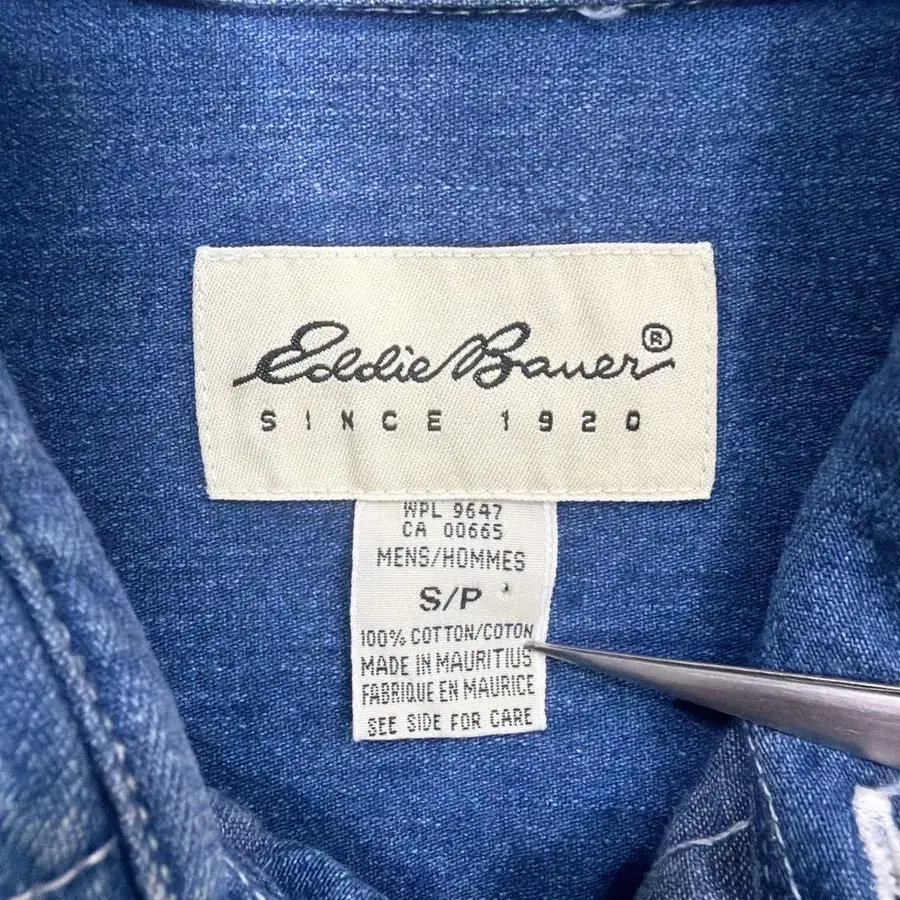 Eddie Bauer®
SINCE 1920
WPL 9647
CA 00665
MENS/HOMMES
S/P
100% COTTON/COTON
MADE IN MAURITIUS
FABRIQUE EN MAURICE
SEE SIDE FOR CARE